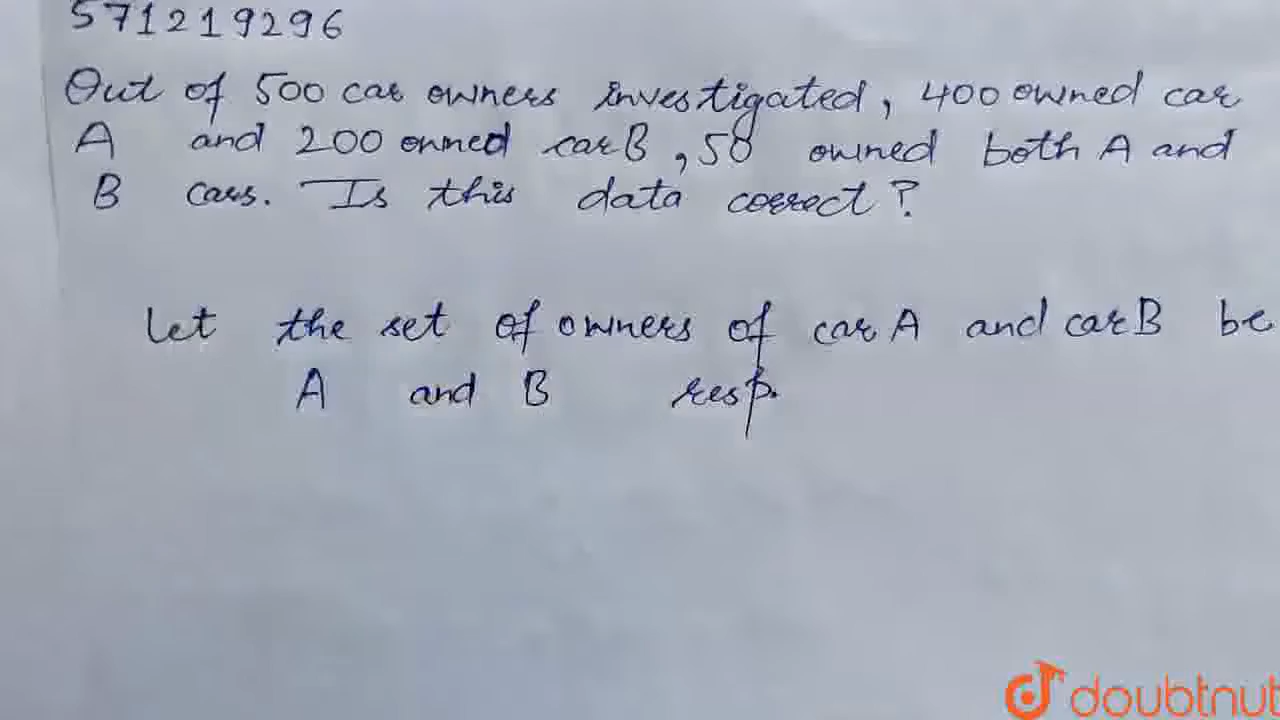 571219296
Out of 500 car owners investigated, 400 owned car
A and 200 owned car B, 50 owned both A and
B cars. Is this data correct?
Let the set of owners of car A and car B be
A and B resp.
doubtnut